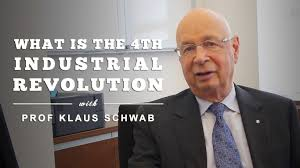 WHAT IS THE 4TH
INDUSTRIAL
REVOLUTION
with
PROF KLAUS SCHWAB